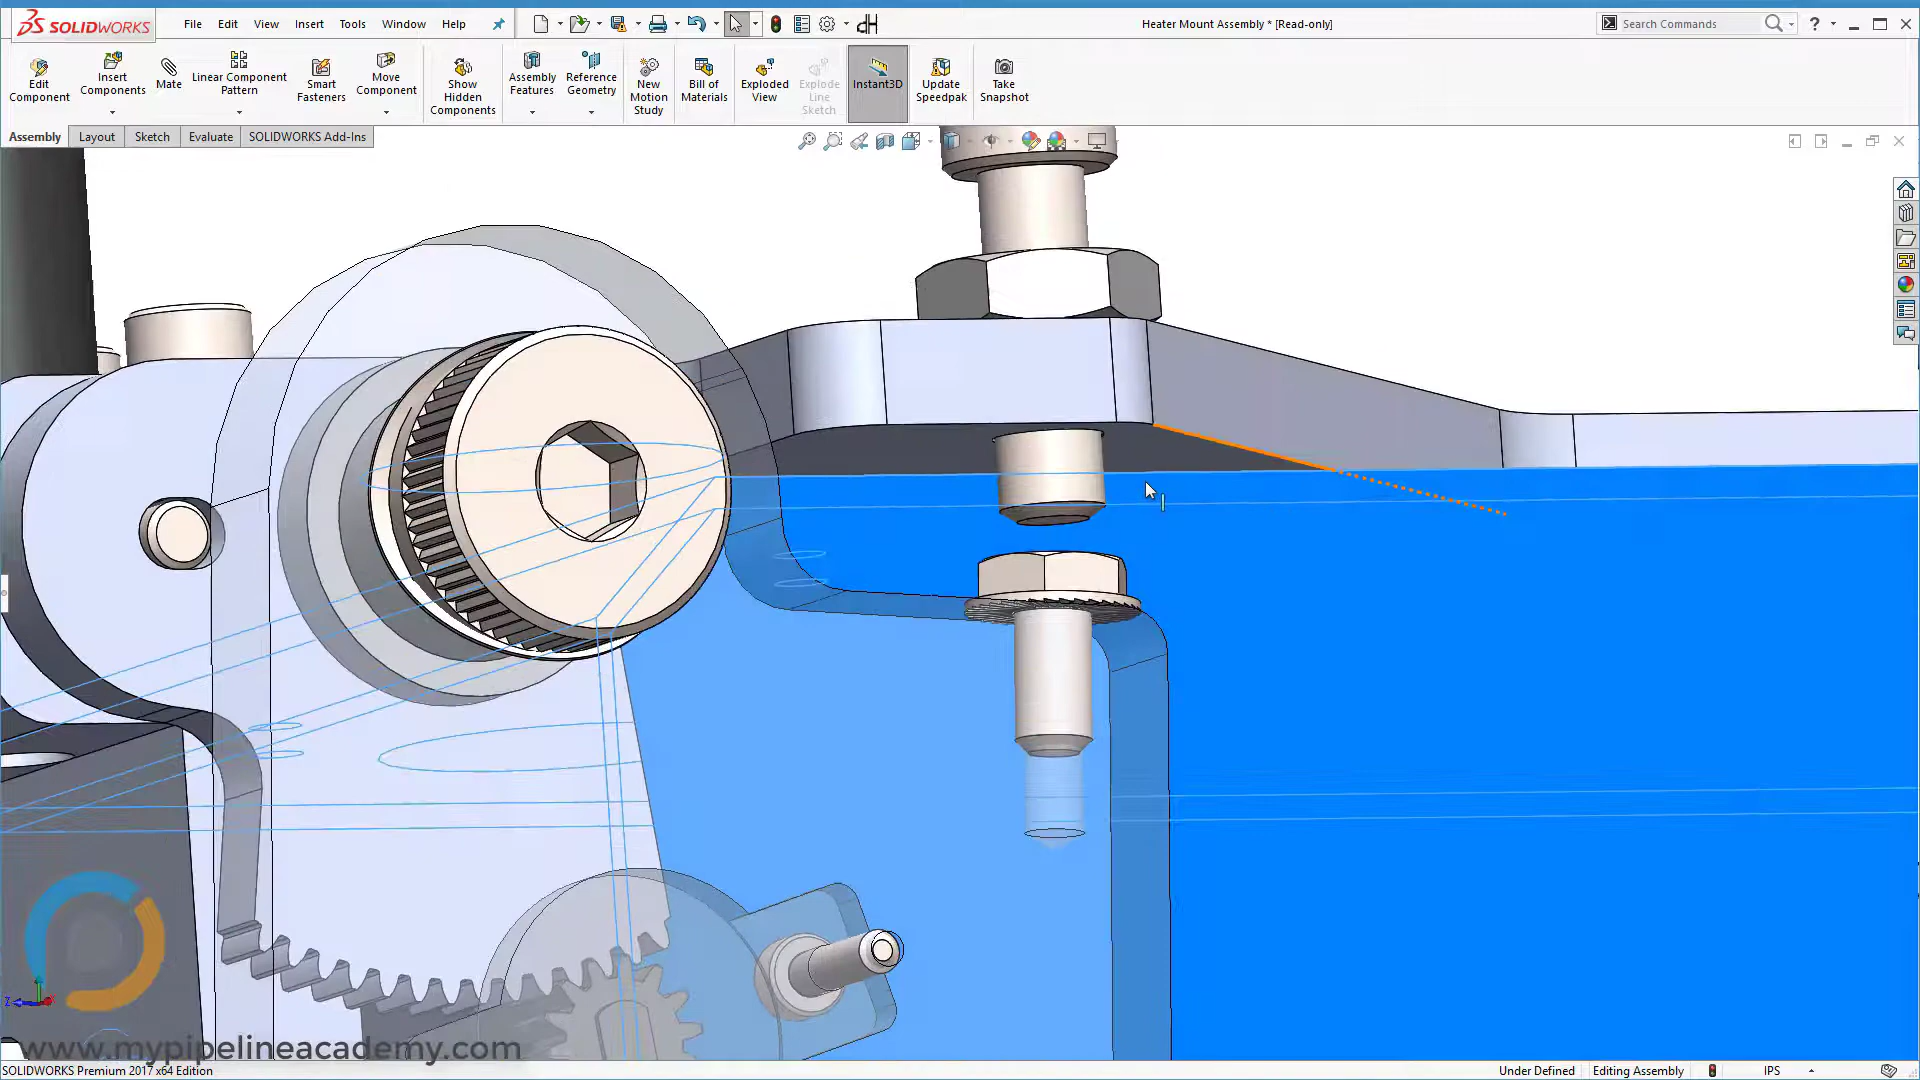 SOLIDWORKS
File Edit View Insert Tools Window Help
Heater Mount Assembly * [Read-only]
Search Commands
?
Edit Component
Insert Components
Mate
Linear Component Pattern
Smart Fasteners
Move Component
Show Hidden Components
Assembly Features
Reference Geometry
New Motion Study
Bill of Materials
Exploded View
Explode Line Sketch
Instant3D
Update Speedpak
Take Snapshot
Assembly Layout Sketch Evaluate SOLIDWORKS Add-Ins
Z
www.mypipelineacademy.com
SOLIDWORKS Premium 2017 x64 Edition
Under Defined Editing Assembly IPS